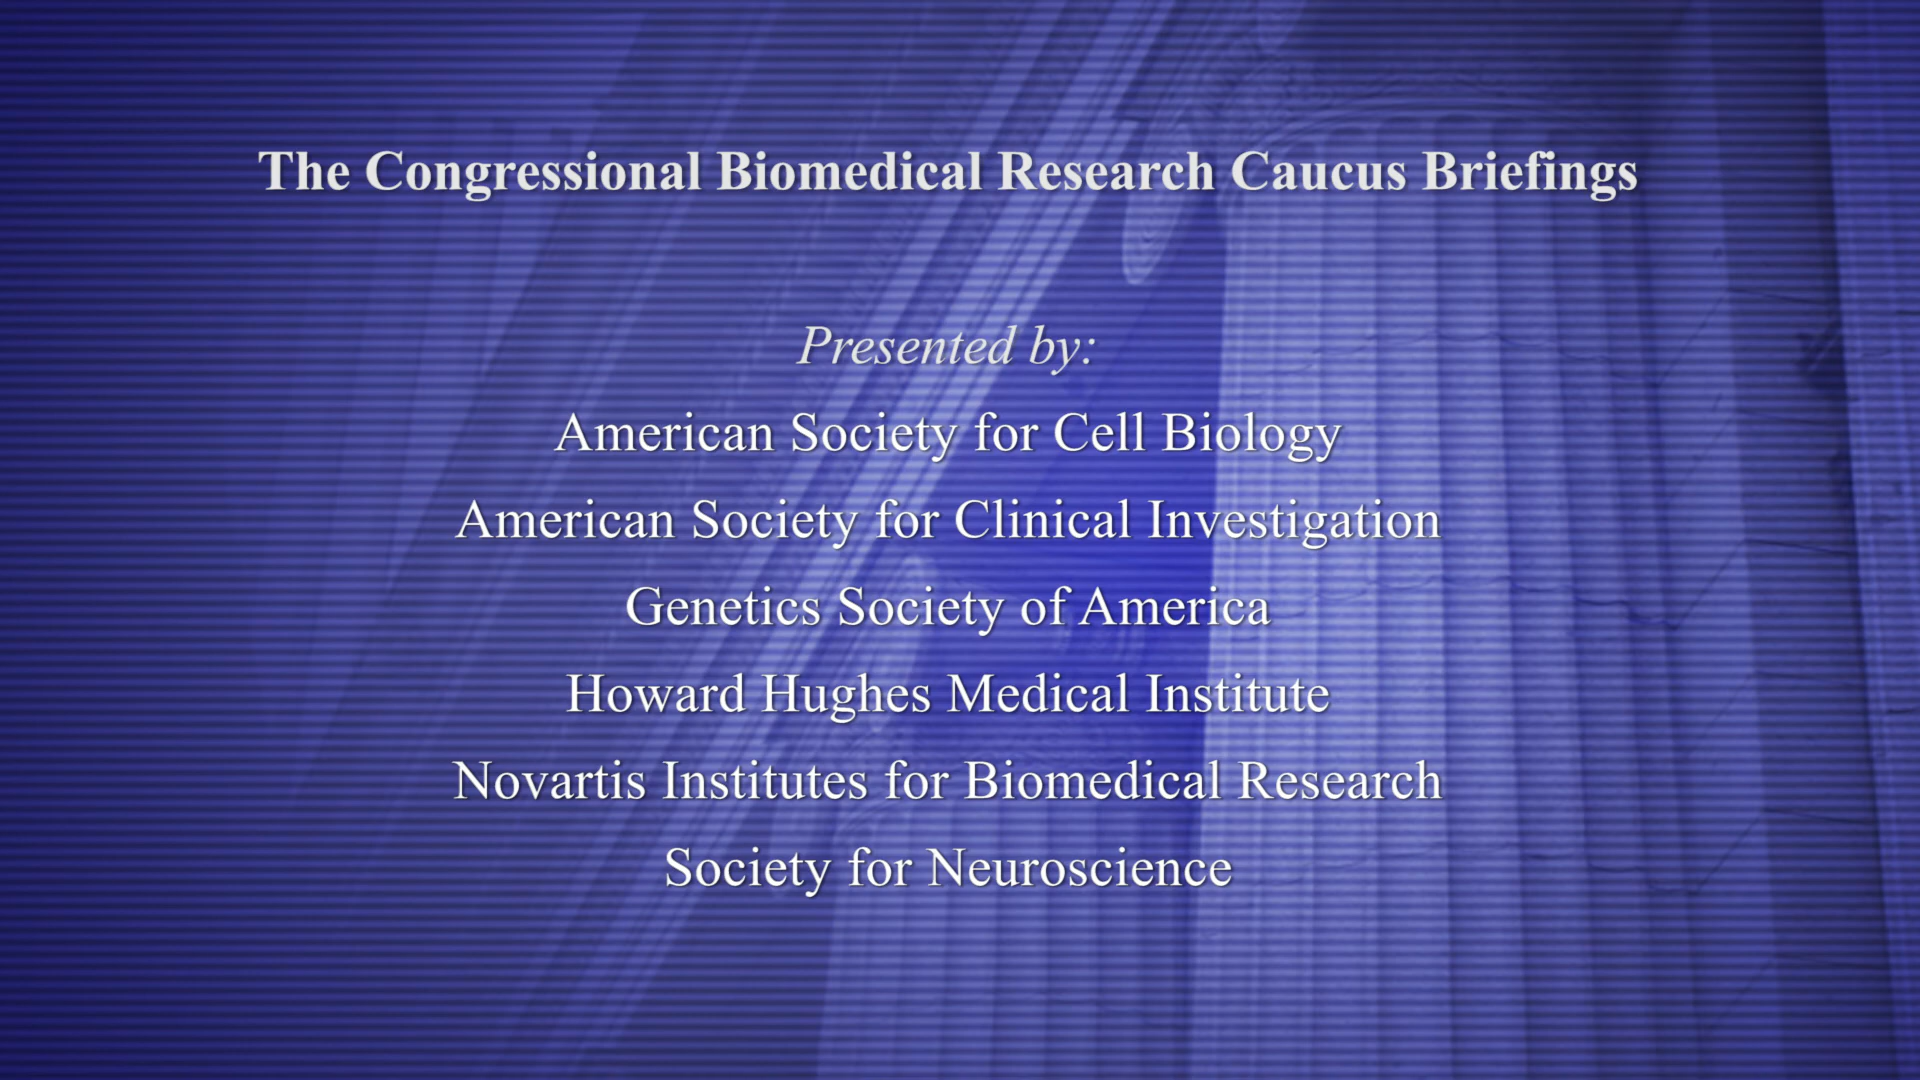 The Congressional Biomedical Research Caucus Briefings
Presented by:
American Society for Cell Biology
American Society for Clinical Investigation
Genetics Society of America
Howard Hughes Medical Institute
Novartis Institutes for Biomedical Research
Society for Neuroscience